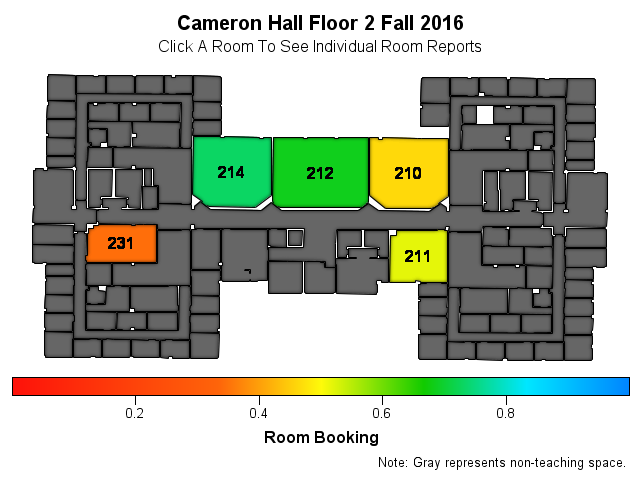 Cameron Hall Floor 2 Fall 2016
Click A Room To See Individual Room Reports
214
212
210
231
211
0.2
0.4
0.6
0.8
Room Booking
Note: Gray represents non-teaching space.